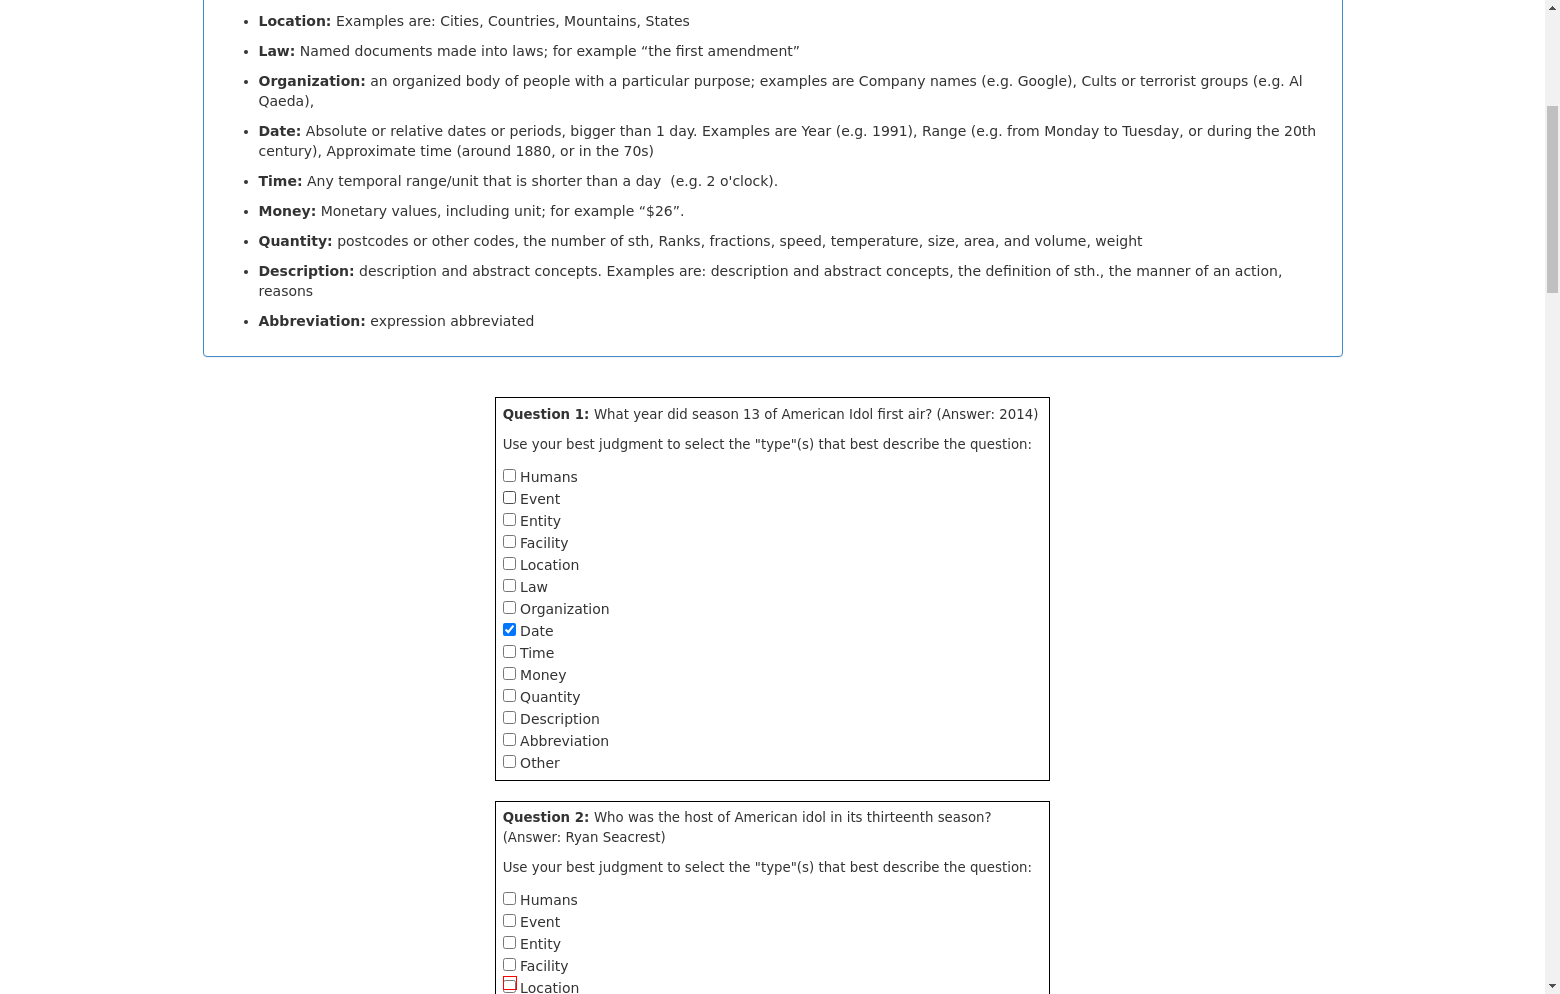 Location: Examples are: Cities, Countries, Mountains, States
Law: Named documents made into laws; for example “the first amendment”
Organization: an organized body of people with a particular purpose; examples are Company names (e.g. Google), Cults or terrorist groups (e.g. Al
Qaeda),
Date: Absolute or relative dates or periods, bigger than 1 day. Examples are Year (e.g. 1991), Range (e.g. from Monday to Tuesday, or during the 20th
century), Approximate time (around 1880, or in the 70s)
Time: Any temporal range/unit that is shorter than a day  (e.g. 2 o'clock).
Money: Monetary values, including unit; for example “$26”.
Quantity: postcodes or other codes, the number of sth, Ranks, fractions, speed, temperature, size, area, and volume, weight
Description: description and abstract concepts. Examples are: description and abstract concepts, the definition of sth., the manner of an action,
reasons
Abbreviation: expression abbreviated
Question 1: What year did season 13 of American Idol first air? (Answer: 2014)
Use your best judgment to select the "type"(s) that best describe the question:
Humans
Event
Entity
Facility
Location
Law
Organization
Date
Time
Money
Quantity
Description
Abbreviation
Other
Question 2: Who was the host of American idol in its thirteenth season?
(Answer: Ryan Seacrest)
Use your best judgment to select the "type"(s) that best describe the question:
Humans
Event
Entity
Facility
Location